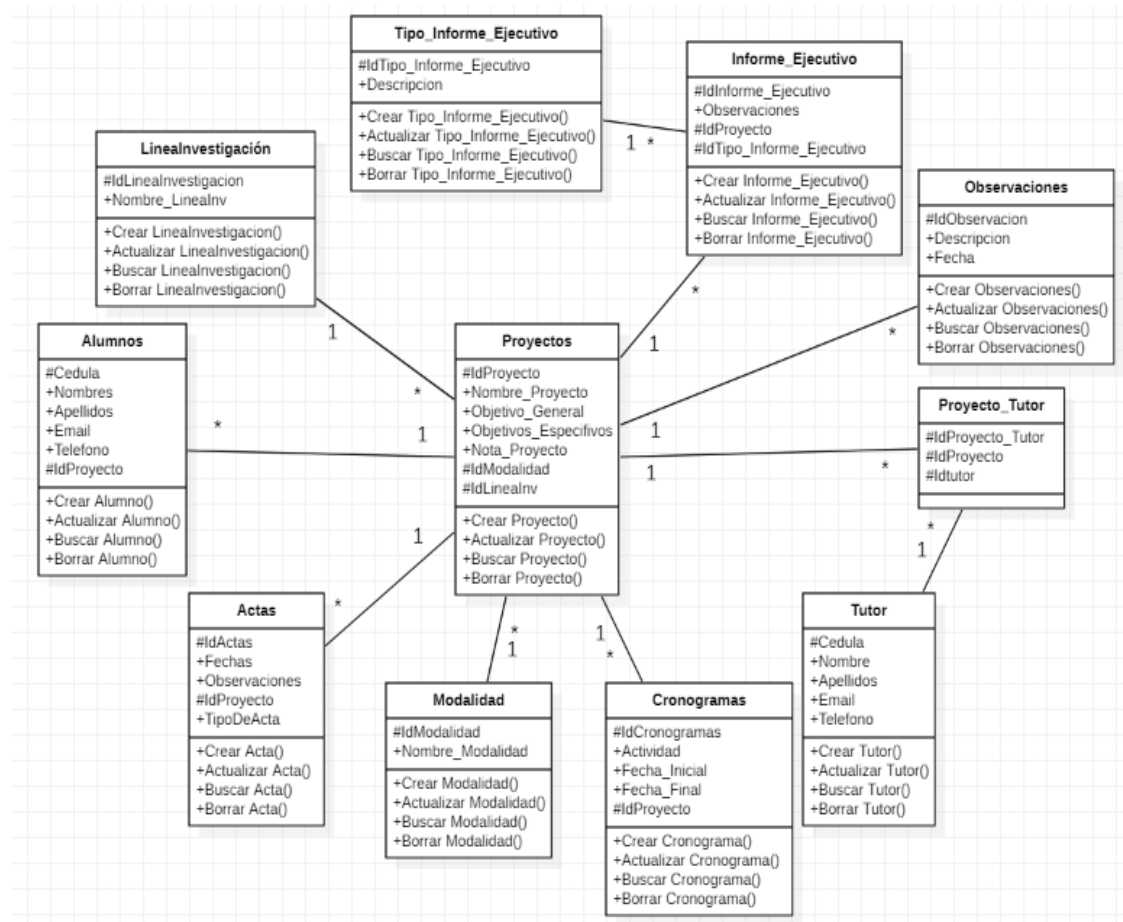 Tipo_Informe_Ejecutivo
#IdTipo_Informe_Ejecutivo
+Descripcion
+Crear Tipo_Informe_Ejecutivo()
+Actualizar Tipo_Informe_Ejecutivo()
+Buscar Tipo_Informe_Ejecutivo()
+Borrar Tipo_Informe_Ejecutivo()
1 *
Informe_Ejecutivo
#IdInforme_Ejecutivo
+Observaciones
#IdProyecto
#IdTipo_Informe_Ejecutivo
+Crear Informe_Ejecutivo()
+Actualizar Informe_Ejecutivo()
+Buscar Informe_Ejecutivo()
+Borrar Informe_Ejecutivo()
*
1
LineaInvestigación
#IdLineaInvestigacion
+Nombre_LineaInv
+Crear LineaInvestigacion()
+Actualizar LineaInvestigacion()
+Buscar LineaInvestigacion()
+Borrar LineaInvestigacion()
1
*
Observaciones
#IdObservacion
+Descripcion
+Fecha
+Crear Observaciones()
+Actualizar Observaciones()
+Buscar Observaciones()
+Borrar Observaciones()
*
1
Alumnos
#Cedula
+Nombres
+Apellidos
+Email
+Telefono
#IdProyecto
+Crear Alumno()
+Actualizar Alumno()
+Buscar Alumno()
+Borrar Alumno()
*
1
Proyectos
#IdProyecto
+Nombre_Proyecto
+Objetivo_General
+Objetivos_Especifivos
+Nota_Proyecto
#IdModalidad
#IdLineaInv
+Crear Proyecto()
+Actualizar Proyecto()
+Buscar Proyecto()
+Borrar Proyecto()
1
*
Proyecto_Tutor
#IdProyecto_Tutor
#IdProyecto
#Idtutor
*
1
Actas
#IdActas
+Fechas
+Observaciones
#IdProyecto
+TipoDeActa
+Crear Acta()
+Actualizar Acta()
+Buscar Acta()
+Borrar Acta()
1
*
*
1
Modalidad
#IdModalidad
+Nombre_Modalidad
+Crear Modalidad()
+Actualizar Modalidad()
+Buscar Modalidad()
+Borrar Modalidad()
1
*
Cronogramas
#IdCronogramas
+Actividad
+Fecha_Inicial
+Fecha_Final
#IdProyecto
+Crear Cronograma()
+Actualizar Cronograma()
+Buscar Cronograma()
+Borrar Cronograma()
Tutor
#Cedula
+Nombre
+Apellidos
+Email
+Telefono
+Crear Tutor()
+Actualizar Tutor()
+Buscar Tutor()
+Borrar Tutor()